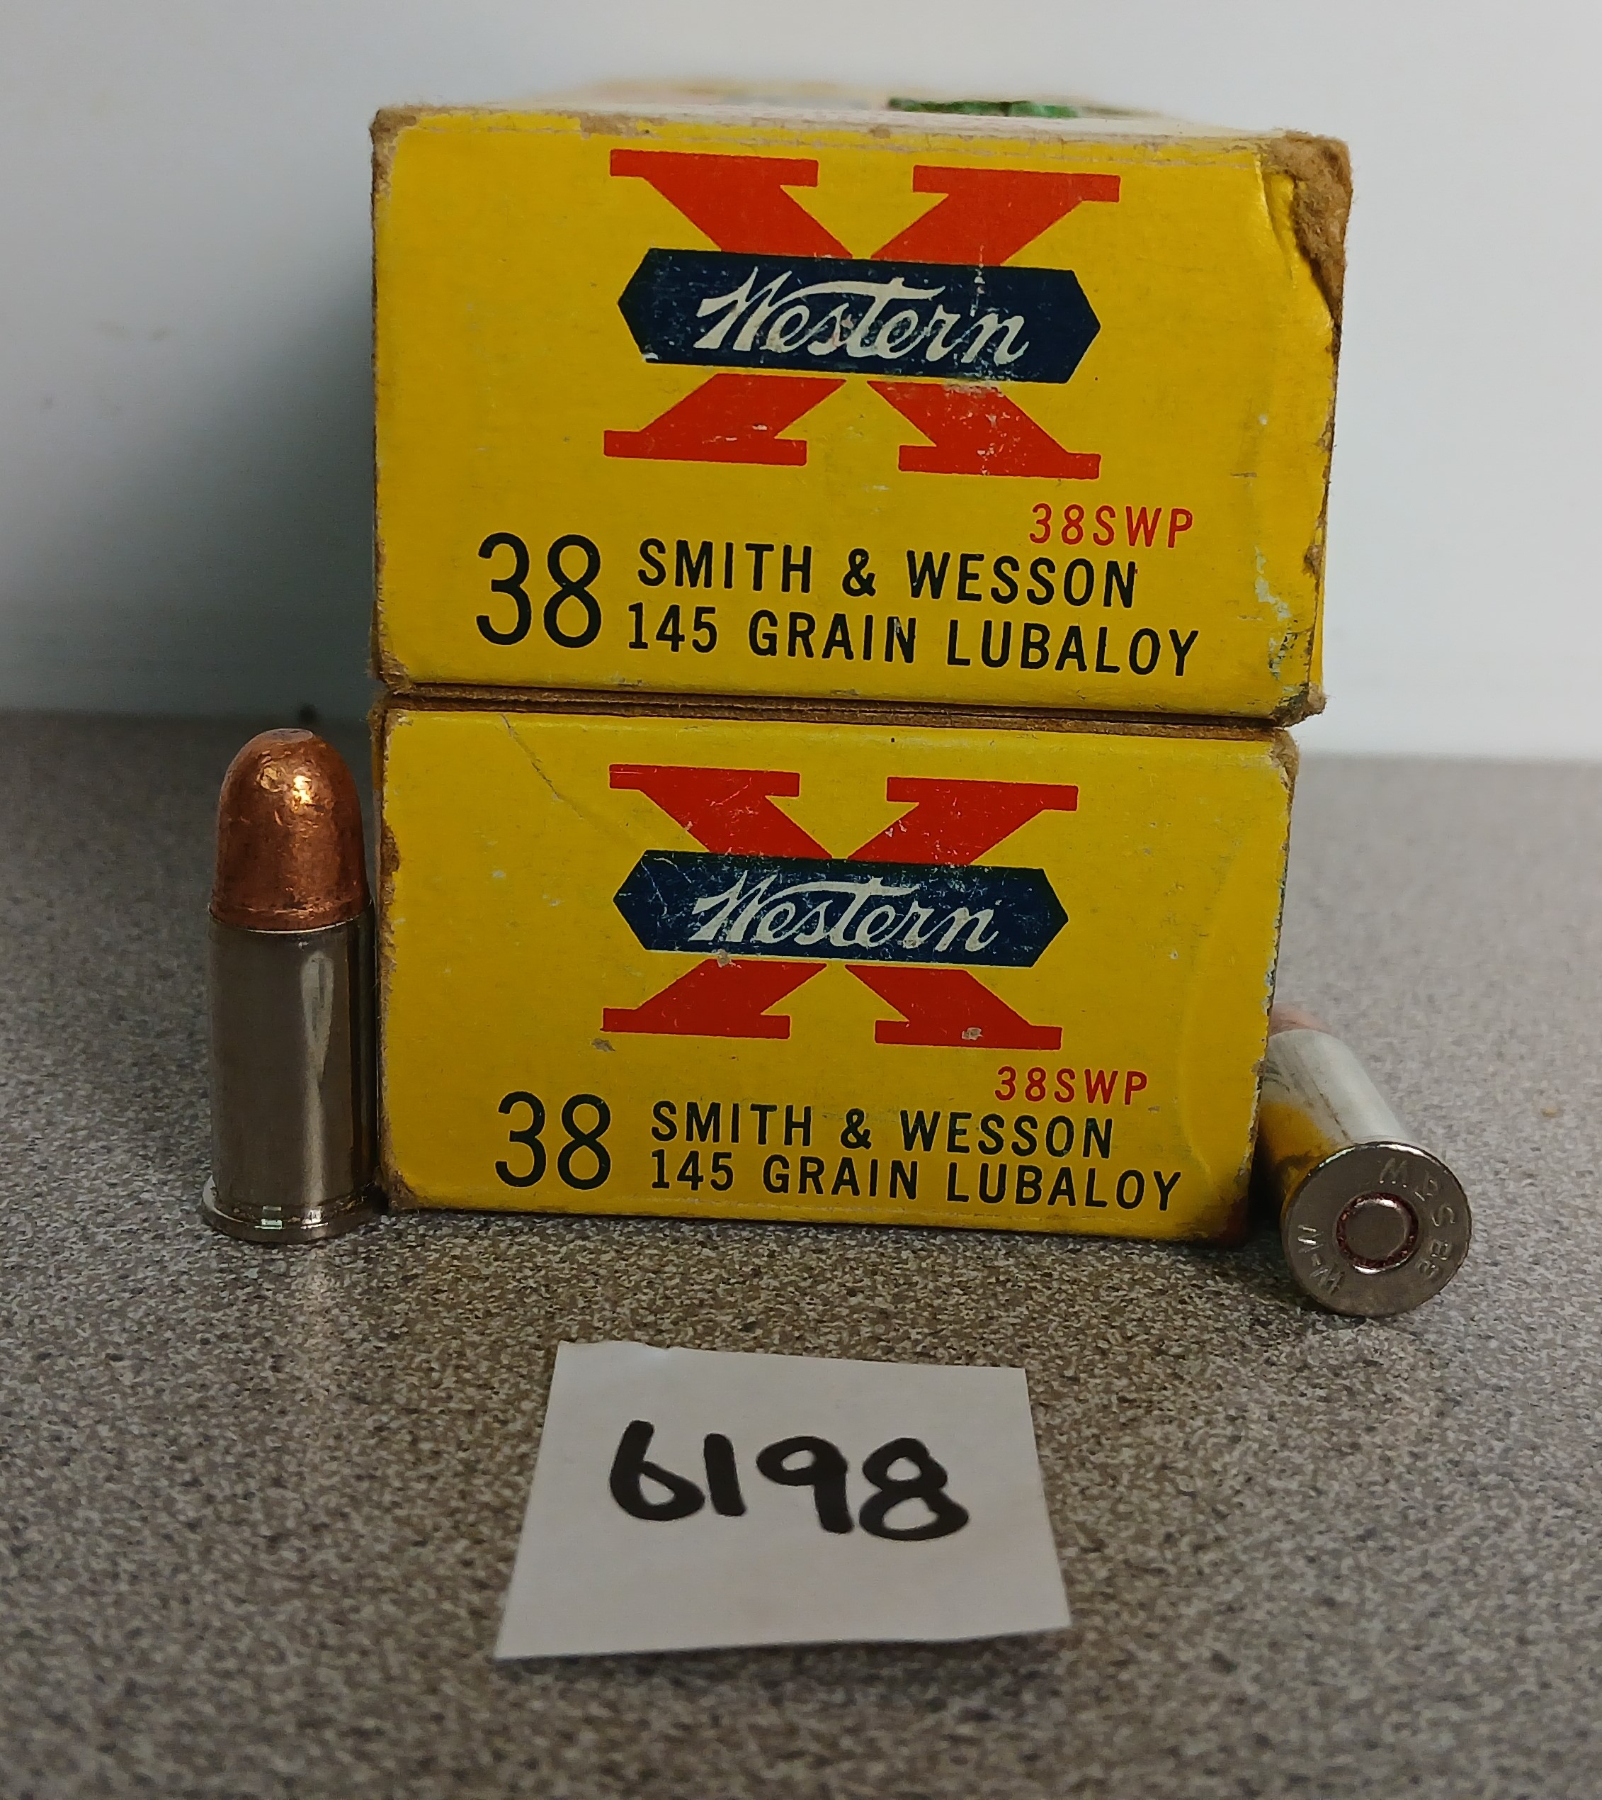 Western
38SWP
38 SMITH & WESSON
145 GRAIN LUBALOY
Western
38SWP
38 SMITH & WESSON
145 GRAIN LUBALOY
W-W
38 S&W
6198